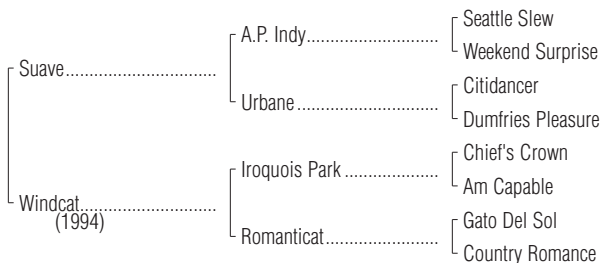 Seattle Slew
A.P. Indy..................................
Weekend Surprise
Suave.......................................
Citidancer
Urbane....................................
Dumfries Pleasure
Chief's Crown
Iroquois Park........................
Am Capable
Windcat...................................
(1994)
Gato Del Sol
Romanticat............................
Country Romance